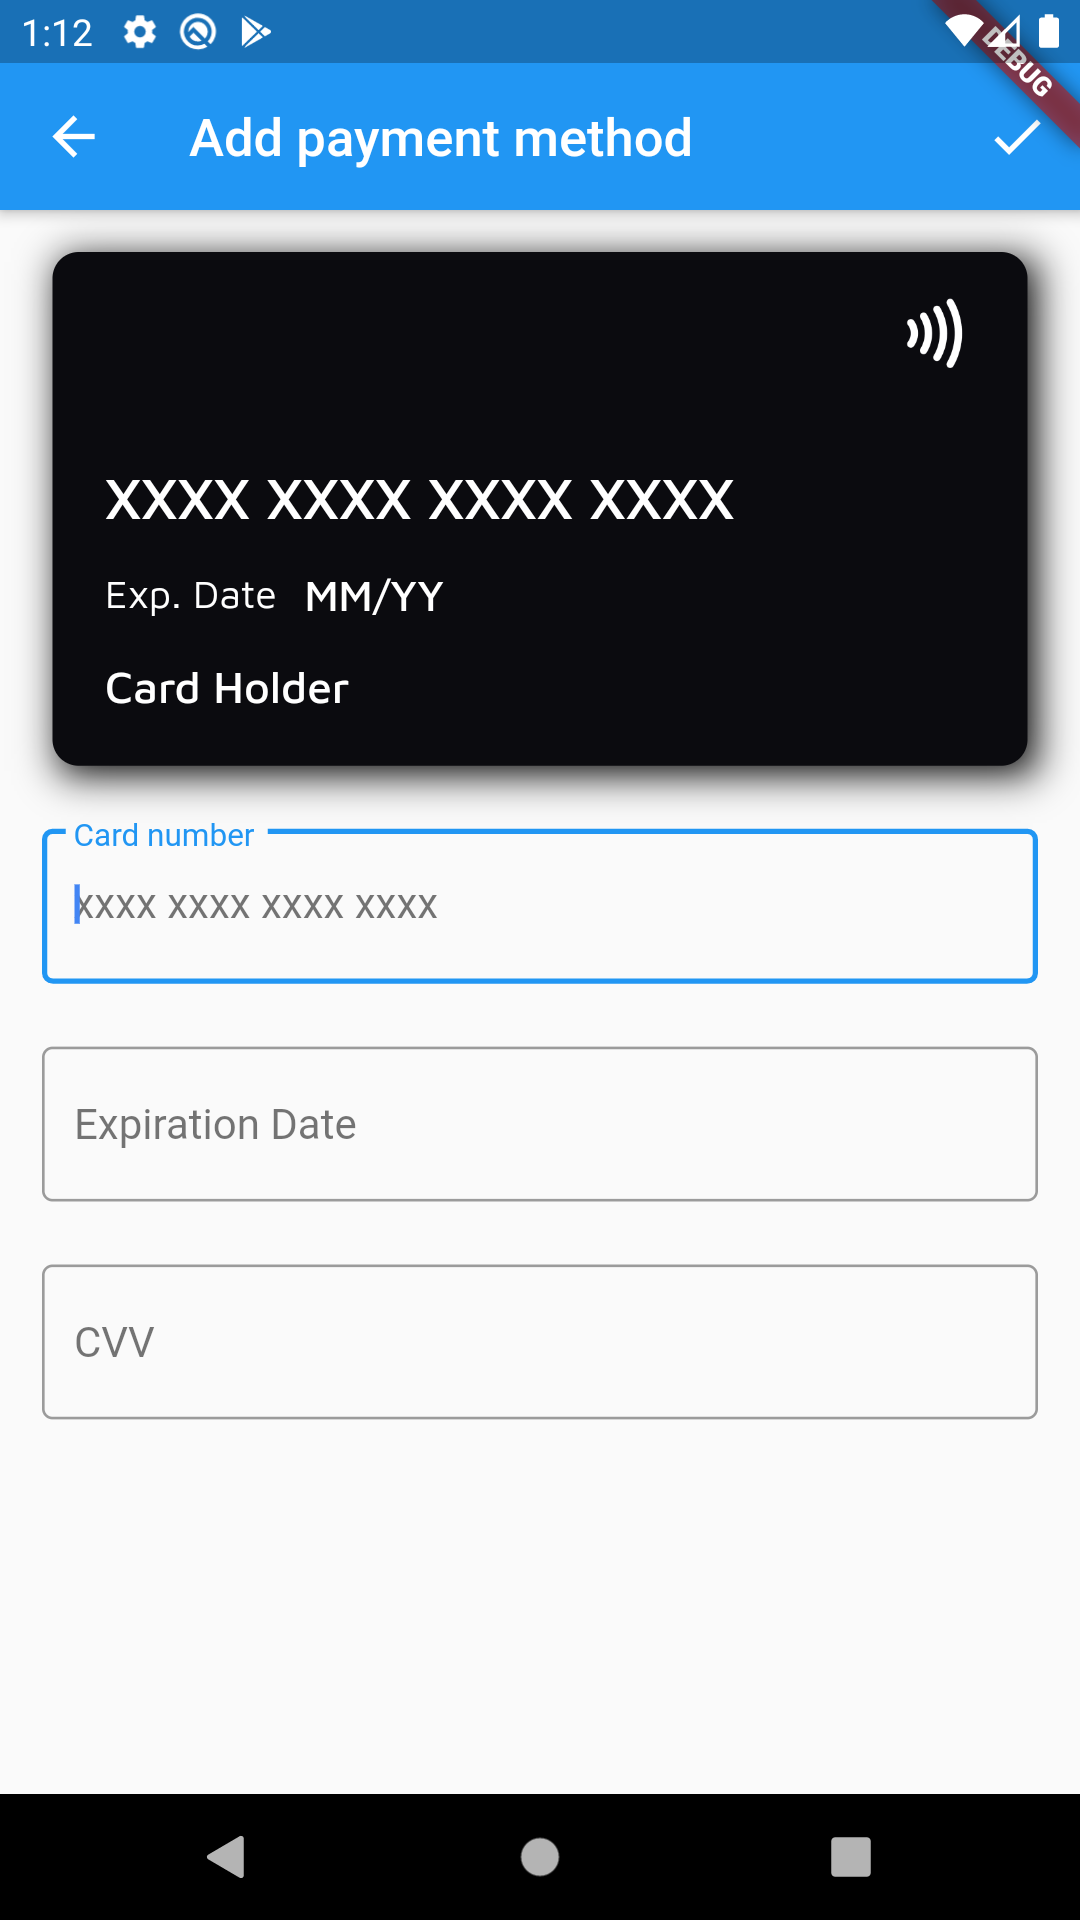 1:12
DEBUG
Add payment method
XXXX XXXX XXXX XXXX
Exp. Date MM/YY
Card Holder
Card number
xxxx xxxx xxxx xxxx
Expiration Date
CVV